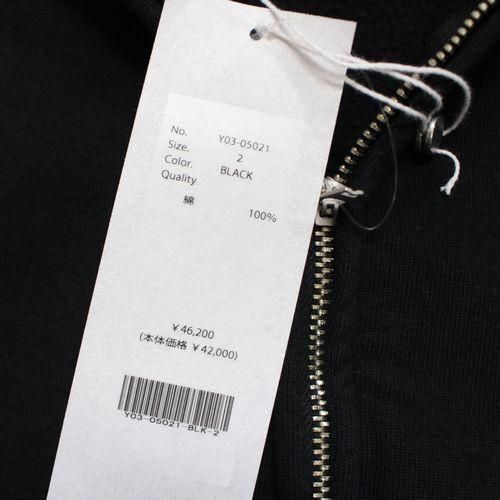 No. Y03-05021
Size. 2
Color. BLACK
Quality
綿 100%
￥46,200
(本体価格 ￥42,000)
Y03-05021-BLK-2